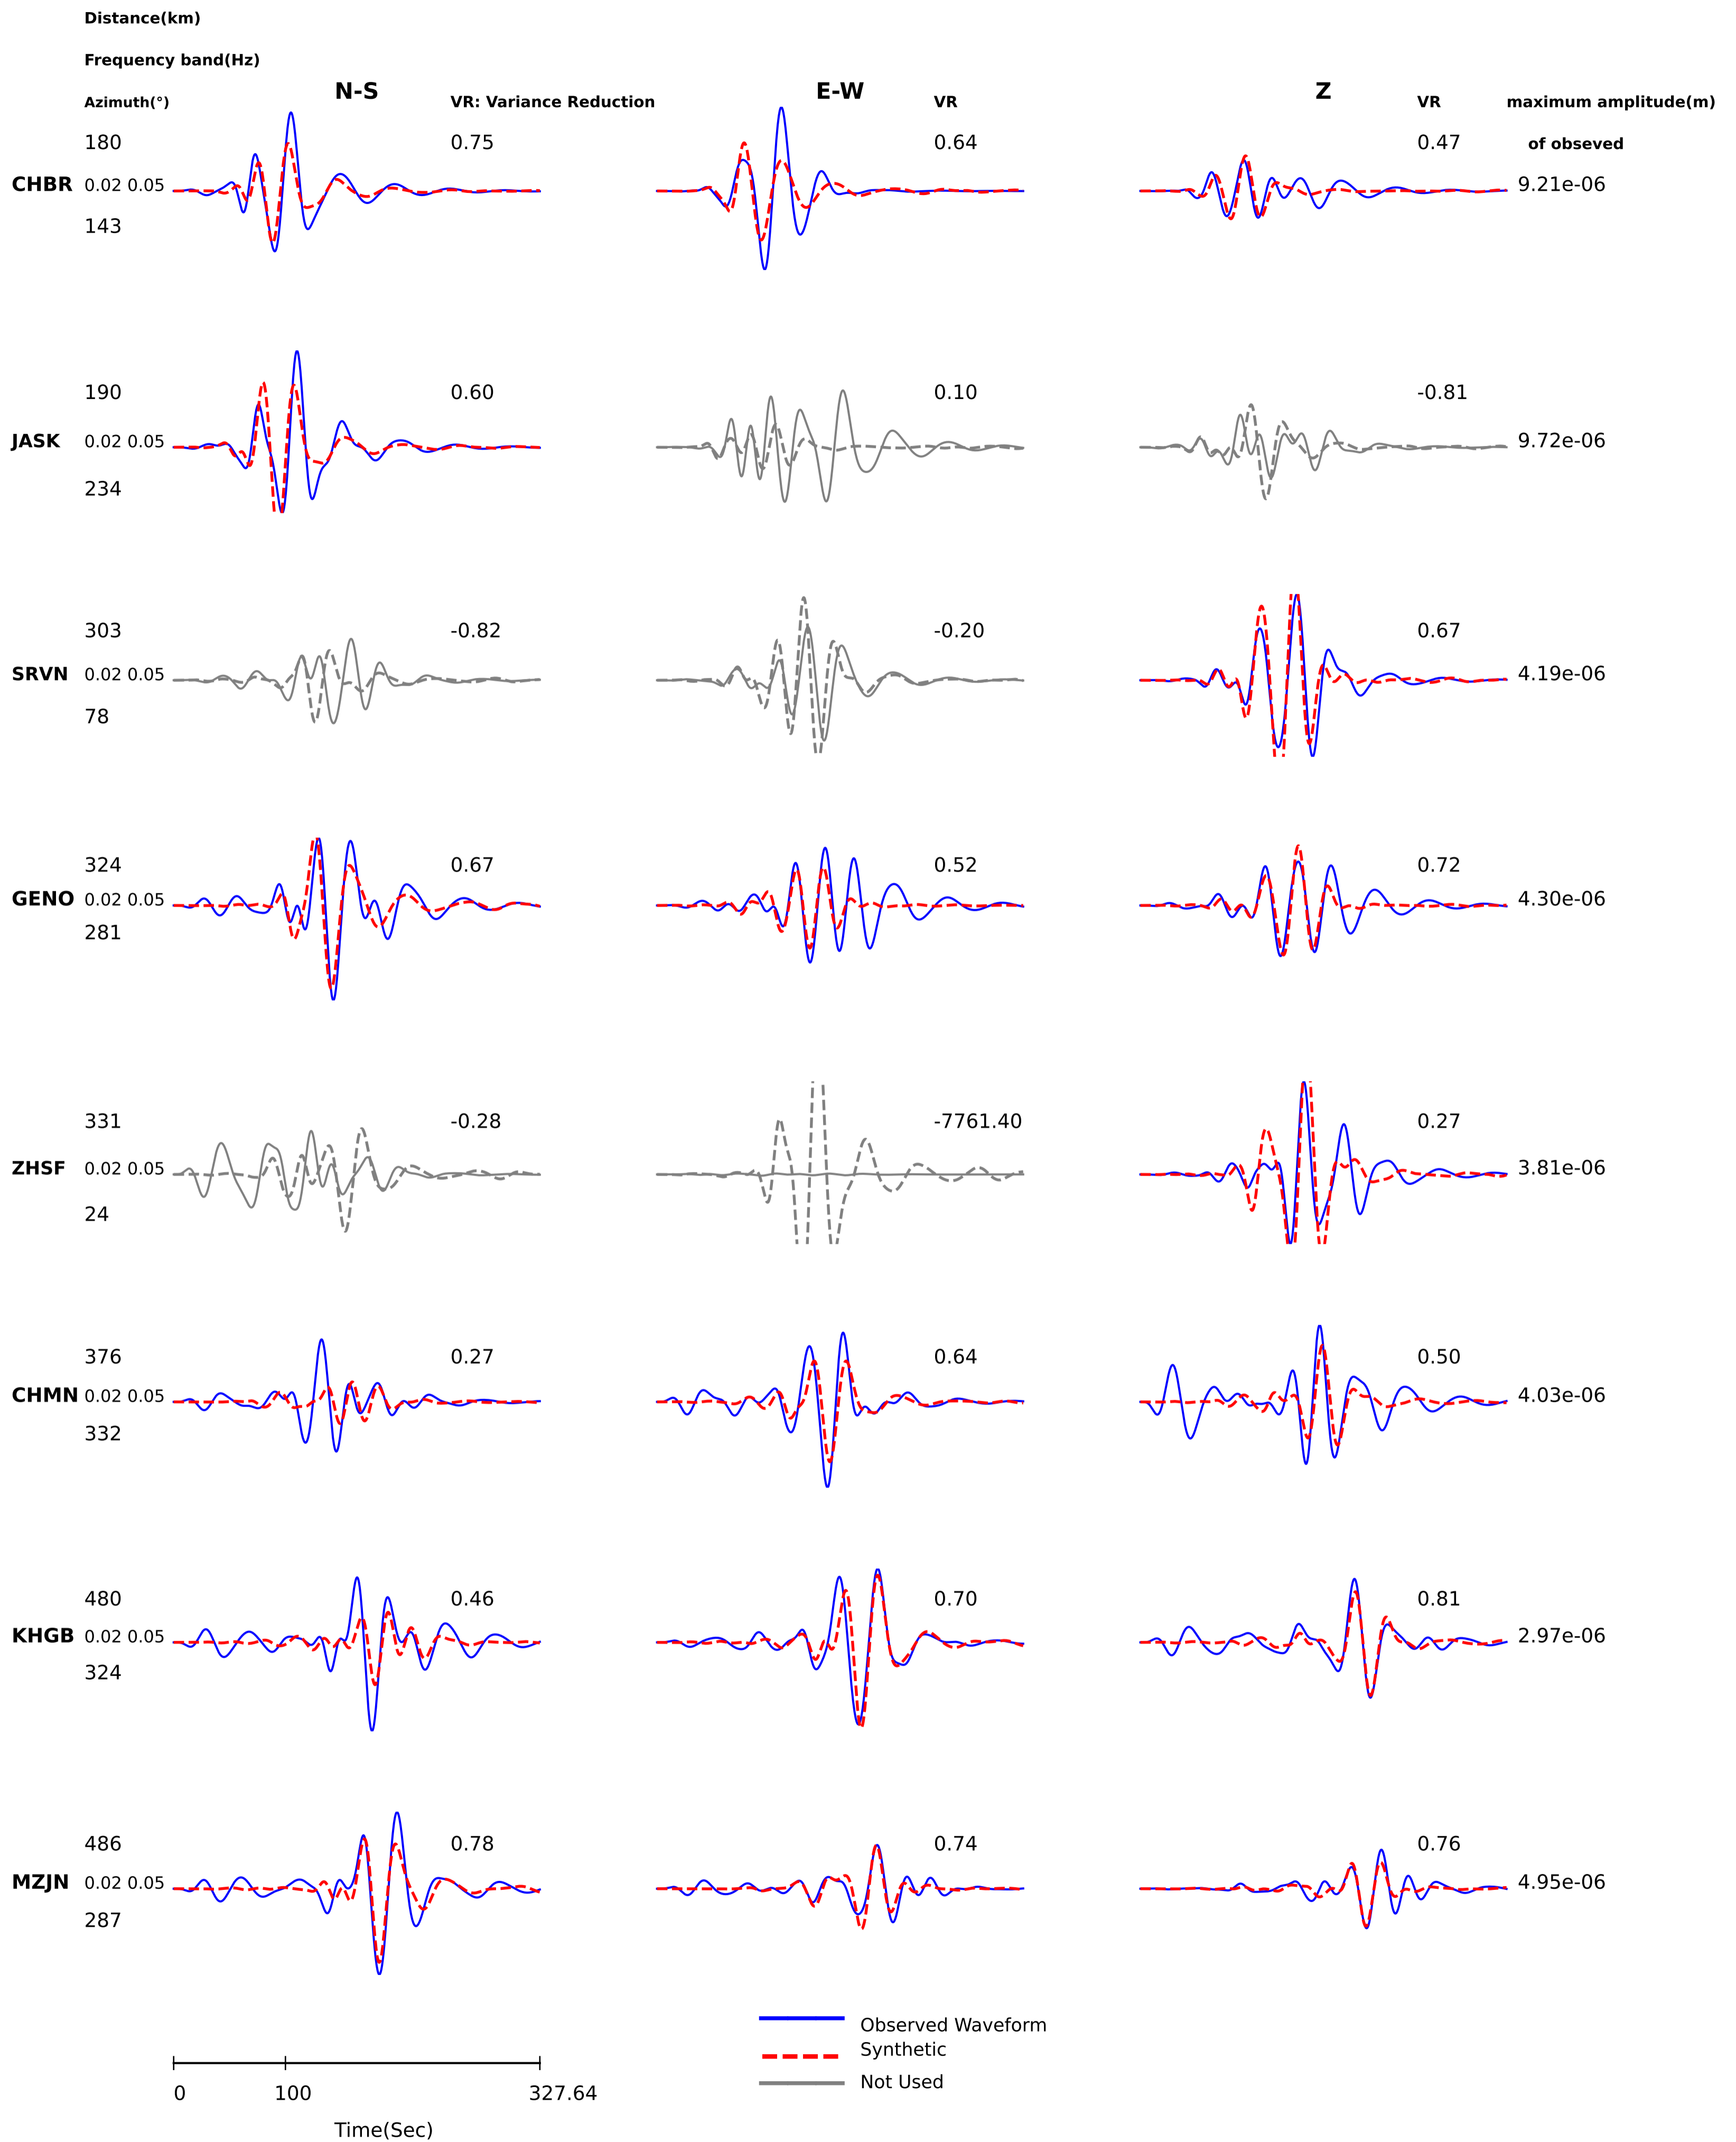 Distance(km)
Frequency band(Hz)
Azimuth(°) N-S VR: Variance Reduction E-W VR Z VR maximum amplitude(m)
180 0.75 0.64 0.47 of obseved
CHBR 0.02 0.05 9.21e-06
143
190 0.60 0.10 -0.81
JASK 0.02 0.05 9.72e-06
234
303 -0.82 -0.20 0.67
SRVN 0.02 0.05 4.19e-06
78
324 0.67 0.52 0.72
GENO 0.02 0.05 4.30e-06
281
331 -0.28 -7761.40 0.27
ZHSF 0.02 0.05 3.81e-06
24
376 0.27 0.64 0.50
CHMN 0.02 0.05 4.03e-06
332
480 0.46 0.70 0.81
KHGB 0.02 0.05 2.97e-06
324
486 0.78 0.74 0.76
MZJN 0.02 0.05 4.95e-06
287
Observed Waveform
Synthetic
Not Used
0 100 327.64
Time(Sec)